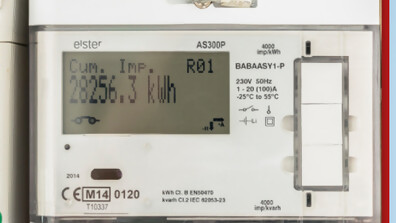 elster
AS300P
4000
imp/kWh
Cum. Imp. R01
28256.3 kWh
BABAASY1-P
230V 50Hz
1 - 20 (100)A
-25°C to 55°C
2014
CE M14 0120
T10337
kWh Cl. B EN50470
kvarh Cl.2 IEC 62053-23
4000
imp/kvarh